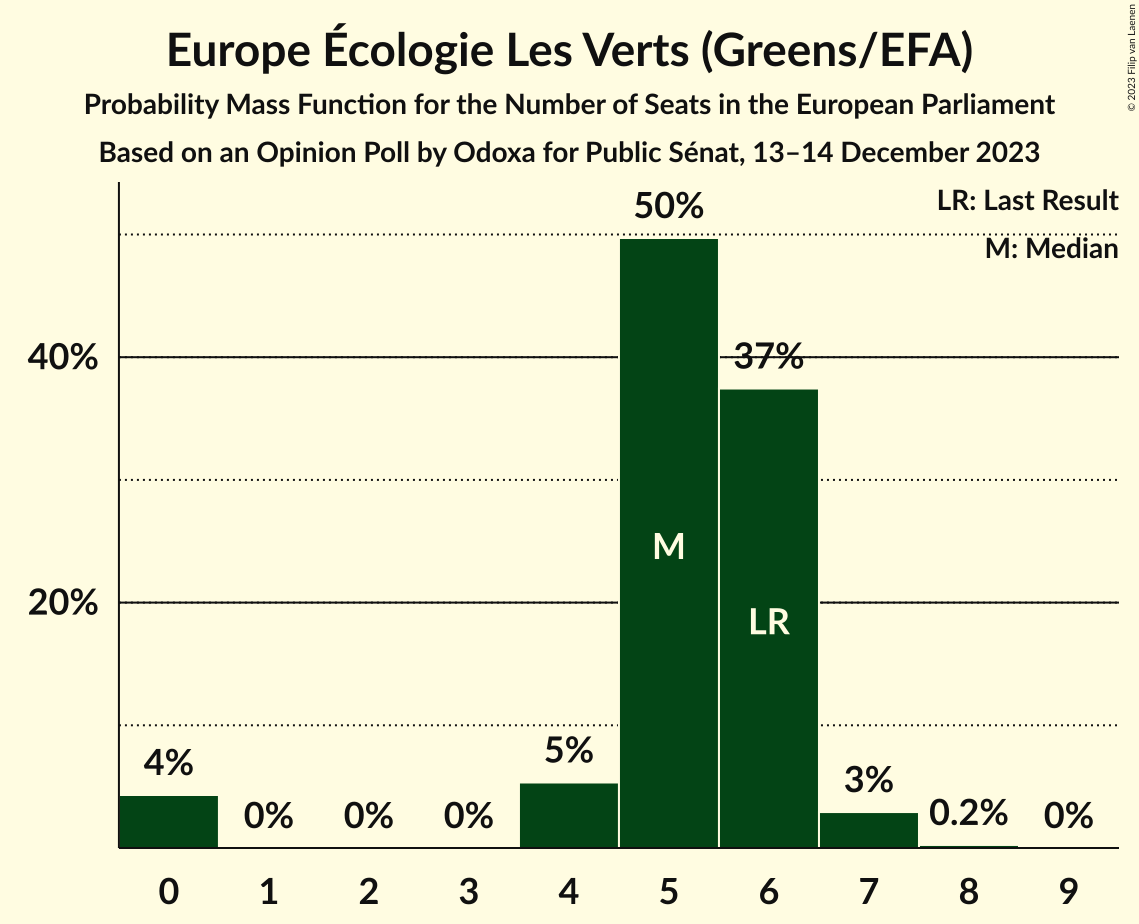 Europe Écologie Les Verts (Greens/EFA)
Probability Mass Function for the Number of Seats in the European Parliament
Based on an Opinion Poll by Odoxa for Public Sénat, 13–14 December 2023
© 2023 Filip van Laenen
LR: Last Result
M: Median
50%
40%
37%
M
20%
LR
4%
0%
0%
0%
5%
3%
0.2%
0%
0 1 2 3 4 5 6 7 8 9